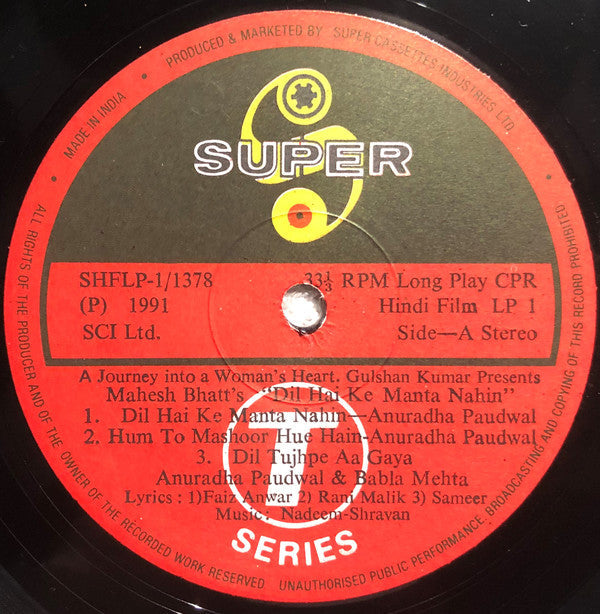 MADE IN INDIA • PRODUCED & MARKETED BY SUPER CASSETTES INDUSTRIES LTD.
SUPER
SHFLP-1/1378 33⅓ RPM Long Play CPR
(P) 1991 Hindi Film LP 1
SCI Ltd. Side—A Stereo
A Journey into a Woman's Heart. Gulshan Kumar Presents
Mahesh Bhatt's "Dil Hai Ke Manta Nahin"
1. Dil Hai Ke Manta Nahin—Anuradha Paudwal
2. Hum To Mashoor Hue Hain-Anuradha Paudwal
3. Dil Tujhpe Aa Gaya
Anuradha Paudwal & Babla Mehta
Lyrics : 1)Faiz Anwar 2) Rani Malik 3) Sameer
Music: Nadeem-Shravan
T
SERIES
ALL RIGHTS OF THE PRODUCER AND OF THE OWNER OF THE RECORDED WORK RESERVED UNAUTHORISED PUBLIC PERFORMANCE, BROADCASTING AND COPYING OF THIS RECORD PROHIBITED